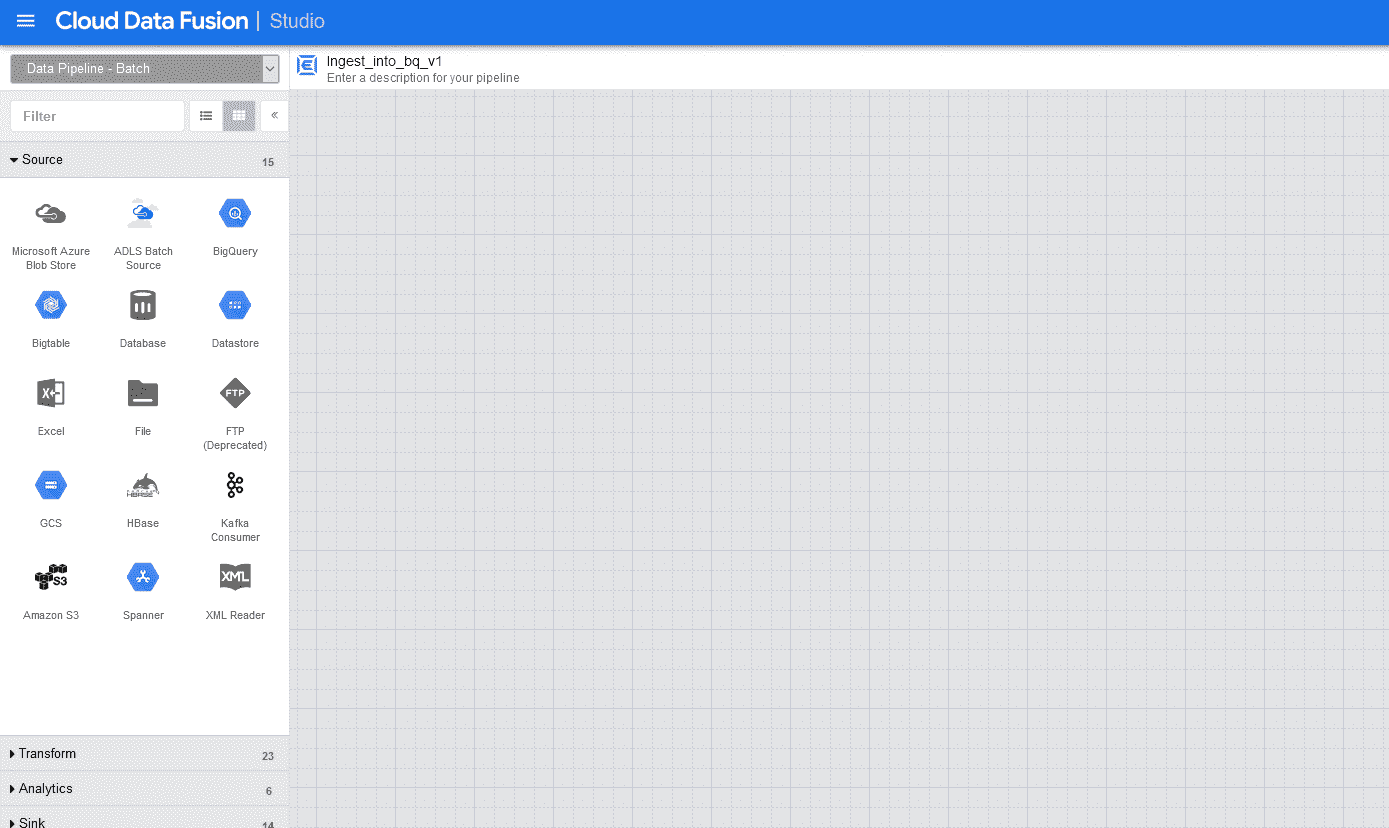 Cloud Data Fusion | Studio
Data Pipeline - Batch
Ingest_into_bq_v1
Enter a description for your pipeline
Filter
«
Source 15
Microsoft Azure
Blob Store
ADLS Batch
Source
BigQuery
Bigtable
Database
Datastore
X
Excel
File
FTP
FTP
(Deprecated)
GCS
HBASE
HBase
Kafka
Consumer
S3
Amazon S3
Spanner
XML
XML Reader
Transform 23
Analytics 6
Sink 14